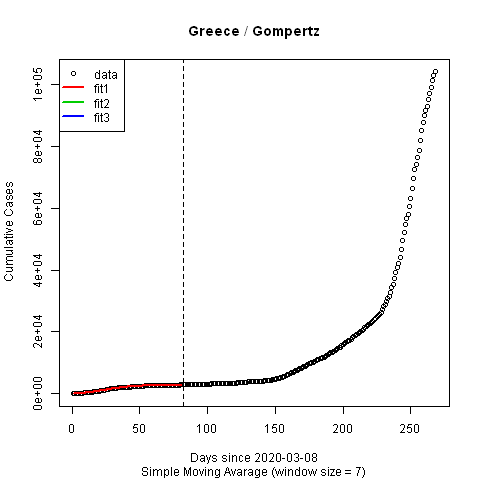 Greece / Gompertz
data
fit1
fit2
fit3
Cumulative Cases
0e+00 2e+04 4e+04 6e+04 8e+04 1e+05
0 50 100 150 200 250
Days since 2020-03-08
Simple Moving Avarage (window size = 7)